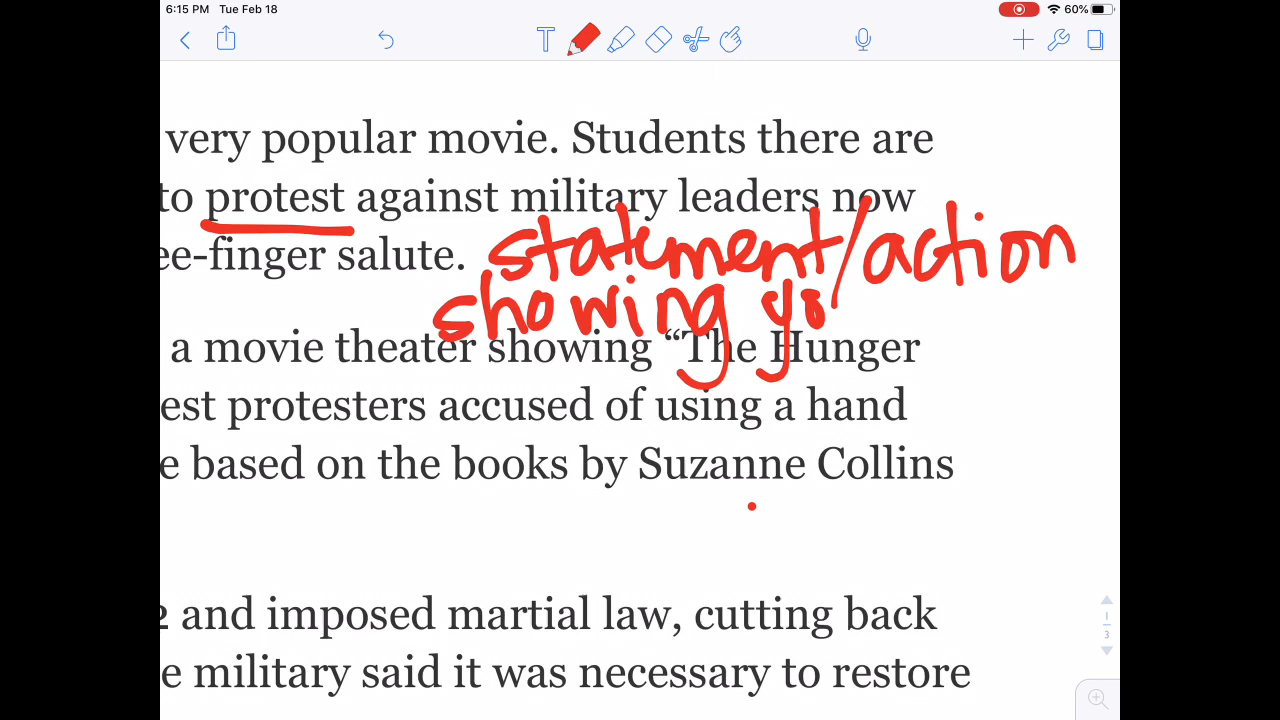 6:15 PM Tue Feb 18
60%
T
very popular movie. Students there are
to protest against military leaders now
ee-finger salute. statement/action
showing yo
a movie theater showing “The Hunger
est protesters accused of using a hand
e based on the books by Suzanne Collins
2 and imposed martial law, cutting back
e military said it was necessary to restore
1
3